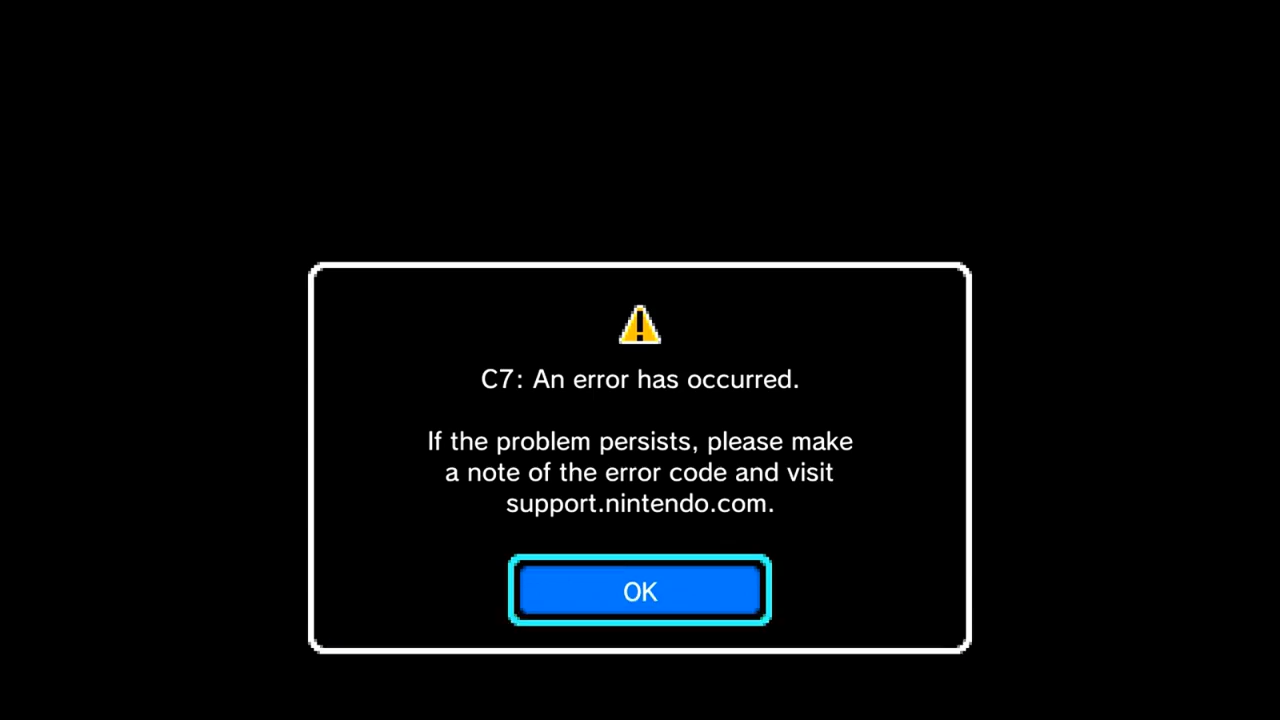 C7: An error has occurred.
If the problem persists, please make
a note of the error code and visit
support.nintendo.com.
OK